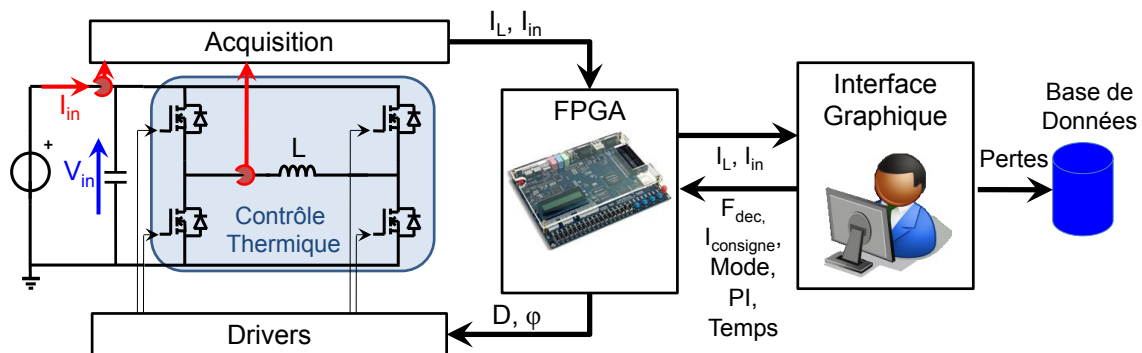 Acquisition
I_L, I_in
I_in
V_in
+
L
Contrôle
Thermique
Drivers
D, φ
FPGA
I_L, I_in
F_dec,
I_consigne,
Mode,
PI,
Temps
Interface
Graphique
Pertes
Base de
Données